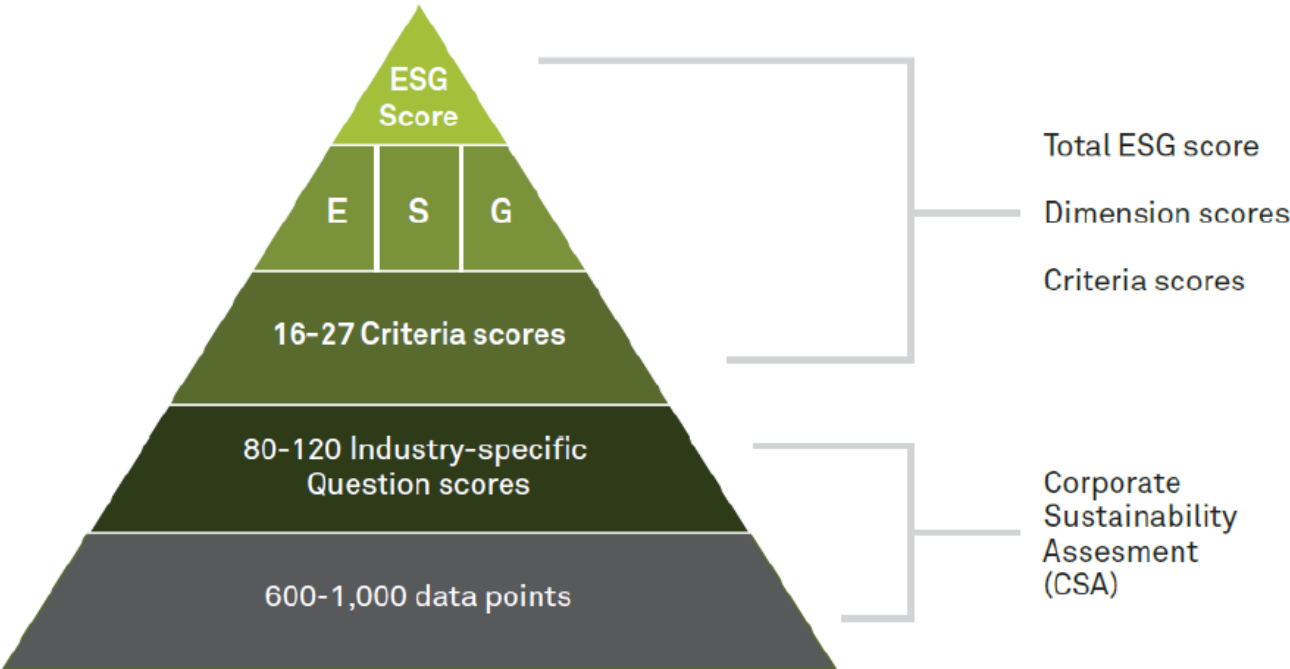 ESG
Score
E S G
16-27 Criteria scores
80-120 Industry-specific
Question scores
600-1,000 data points
Total ESG score
Dimension scores
Criteria scores
Corporate
Sustainability
Assesment
(CSA)